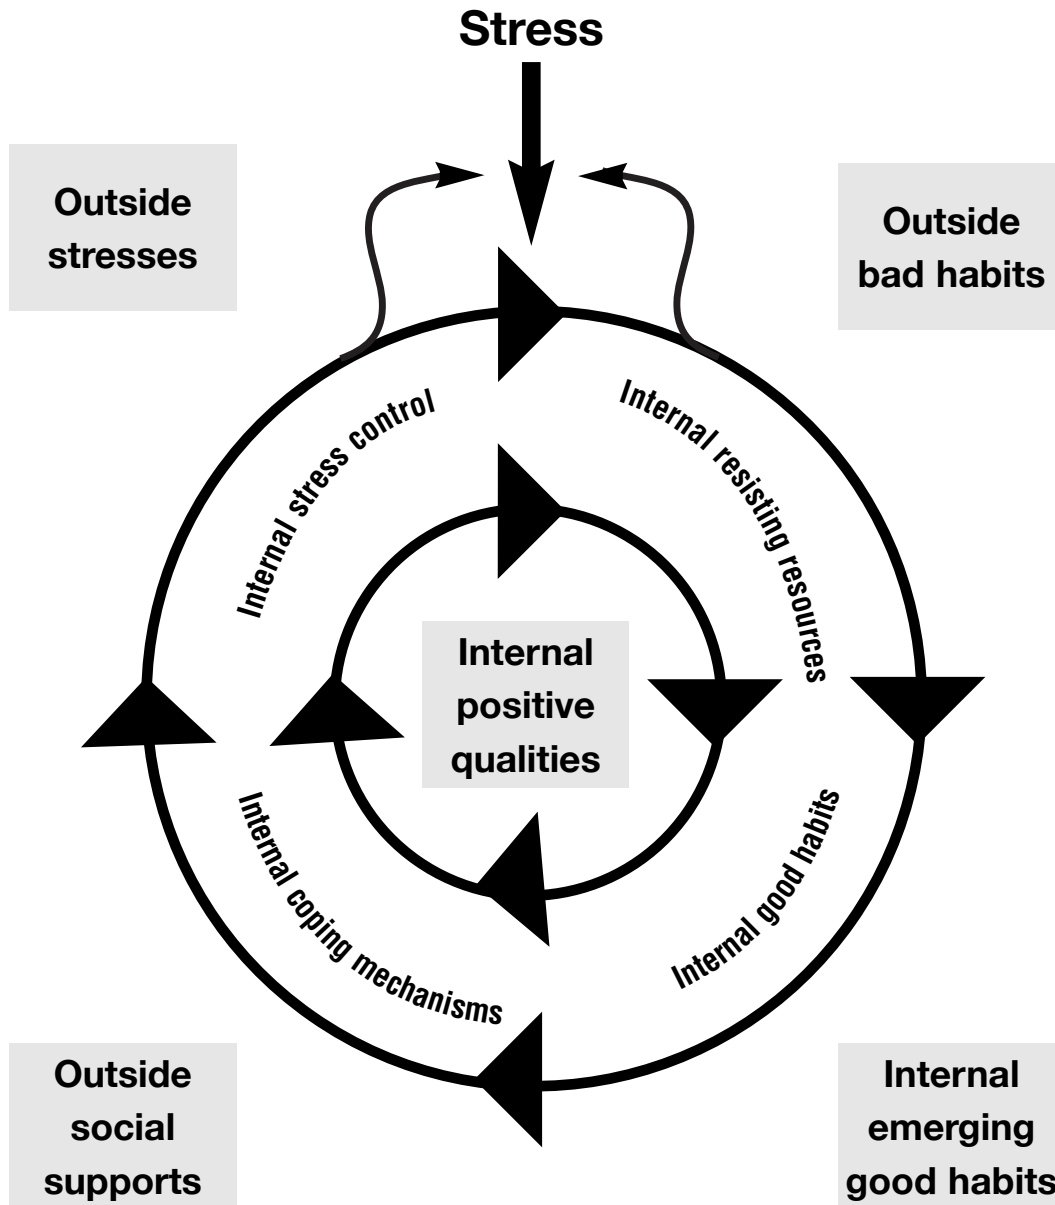 Stress
Outside
stresses
Outside
bad habits
Internal stress control
Internal resisting resources
Internal
positive
qualities
Internal coping mechanisms
Internal good habits
Outside
social
supports
Internal
emerging
good habits